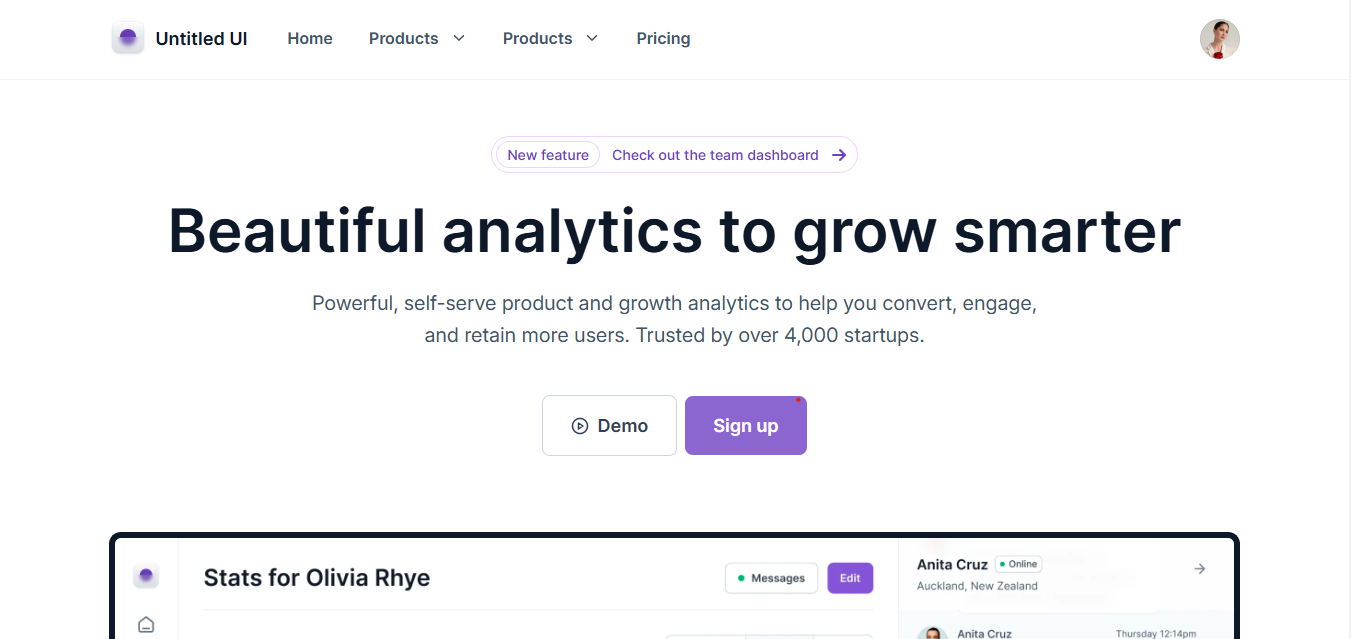 Untitled UI
Home
Products
Products
Pricing
New feature
Check out the team dashboard
Beautiful analytics to grow smarter
Powerful, self-serve product and growth analytics to help you convert, engage,
and retain more users. Trusted by over 4,000 startups.
Demo
Sign up
Stats for Olivia Rhye
Messages
Edit
Anita Cruz
Online
Auckland, New Zealand
Anita Cruz
Thursday 12:14pm